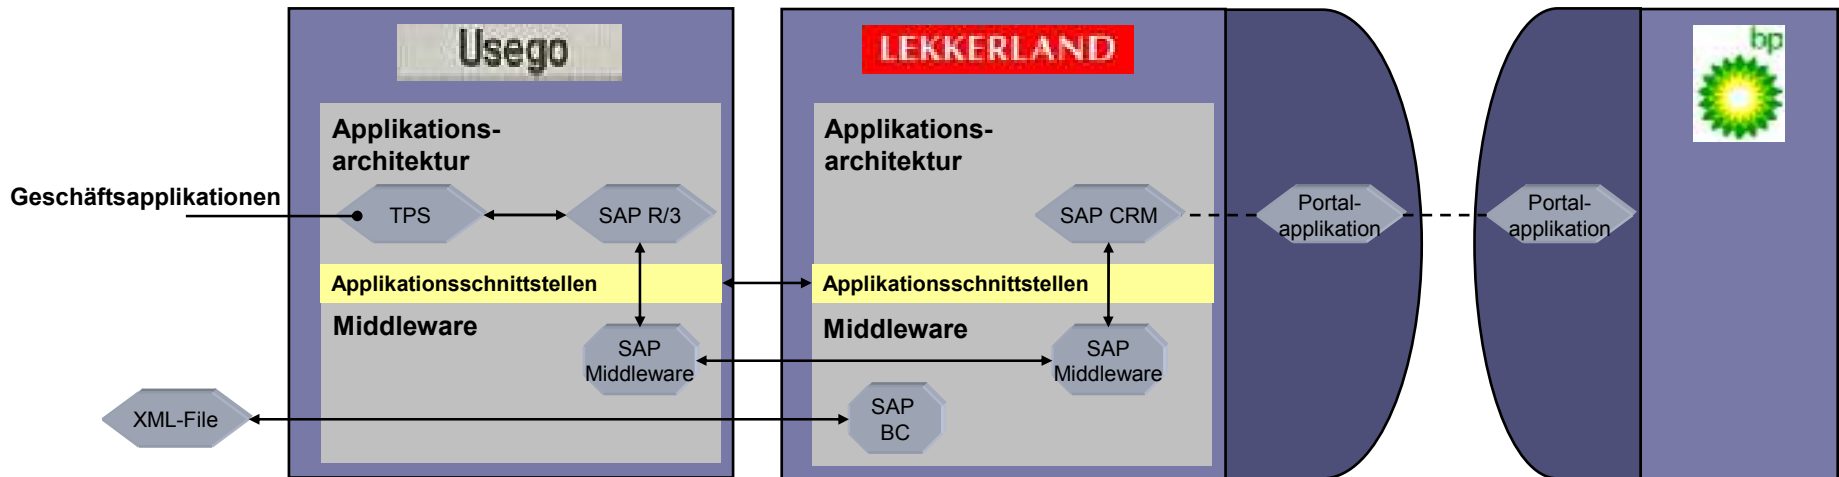 Usego
LEKKERLAND
bp
Applikations-
architektur
Applikations-
architektur
Geschäftsapplikationen
TPS
SAP R/3
SAP CRM
Portal-
applikation
Portal-
applikation
Applikationsschnittstellen
Applikationsschnittstellen
Middleware
Middleware
SAP
Middleware
SAP
Middleware
XML-File
SAP
BC